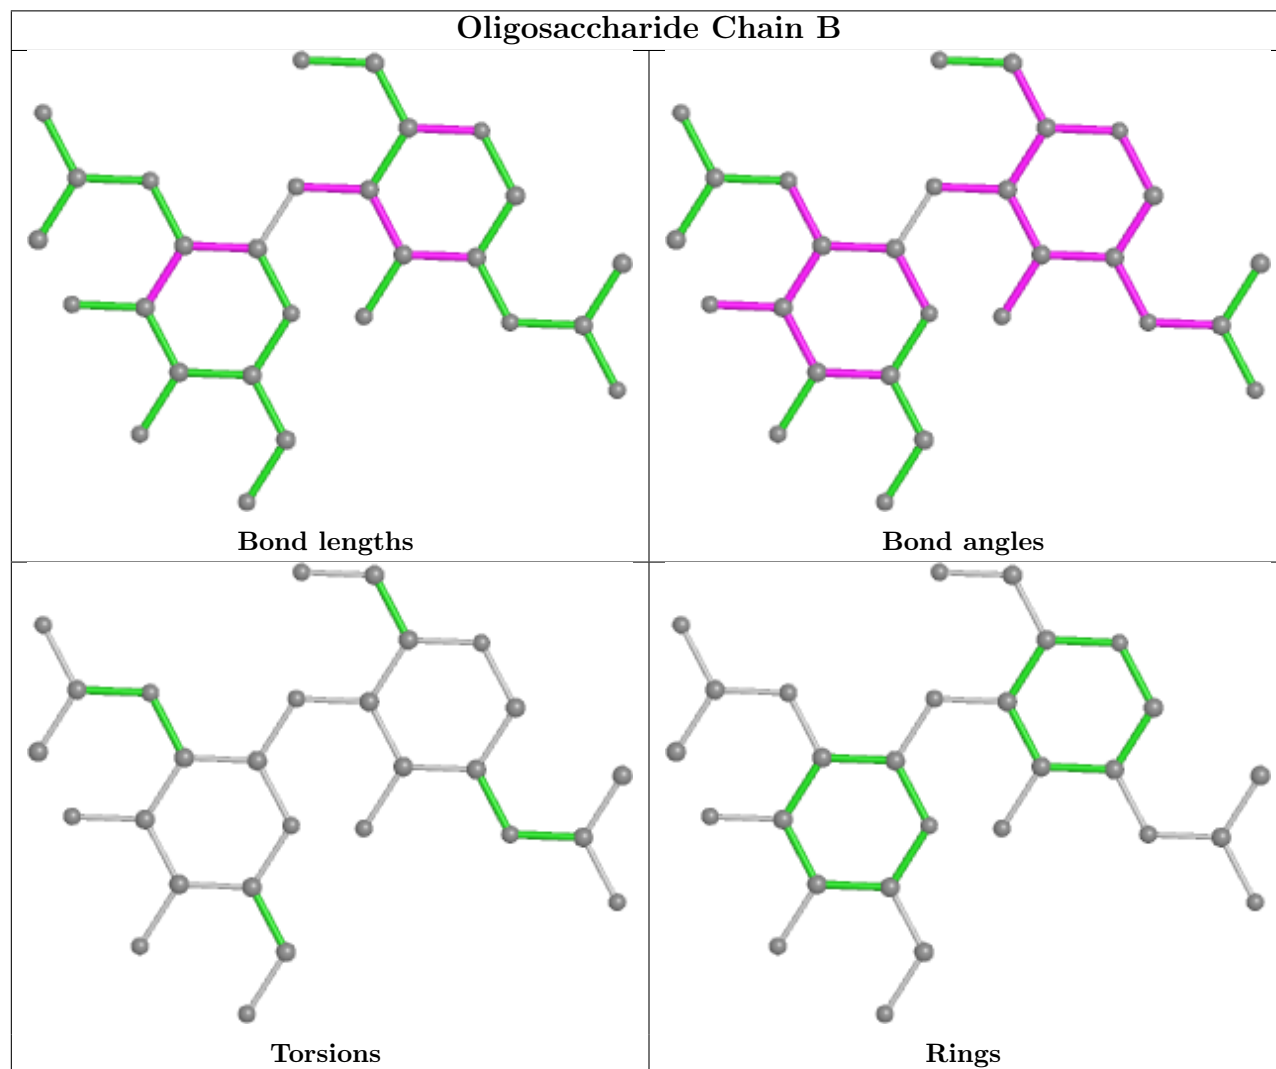 Oligosaccharide Chain B
Bond lengths
Bond angles
Torsions
Rings